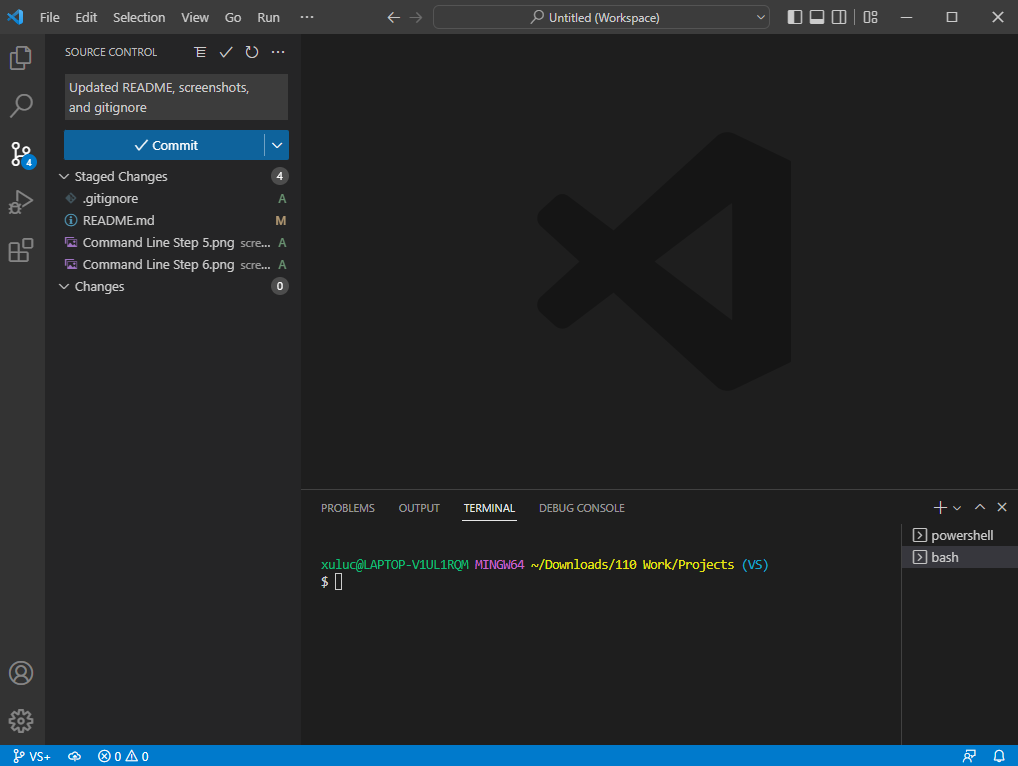 File Edit Selection View Go Run ···
Untitled (Workspace)
SOURCE CONTROL
Updated README, screenshots,
and gitignore
Commit
4
Staged Changes 4
.gitignore A
README.md M
Command Line Step 5.png scre... A
Command Line Step 6.png scre... A
Changes 0
PROBLEMS OUTPUT TERMINAL DEBUG CONSOLE
powershell
bash
xuluc@LAPTOP-V1UL1RQM MINGW64 ~/Downloads/110 Work/Projects (VS)
$
VS+ 0 0